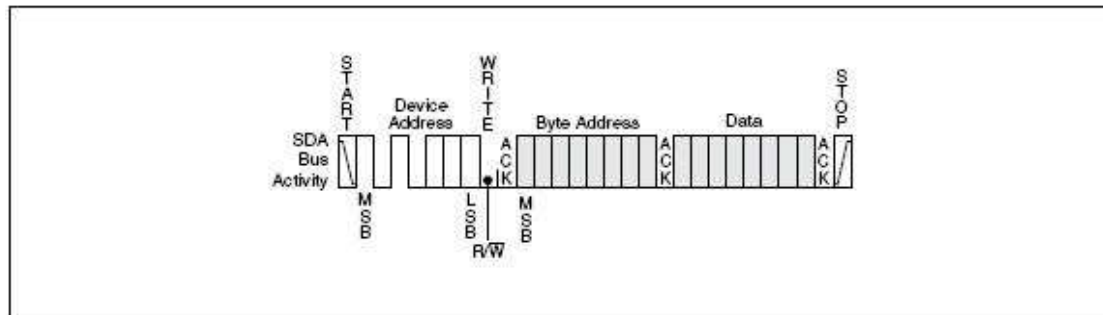 START
WRITE
STOP
Device
Address
Byte Address
Data
SDA
Bus
Activity
ACK
ACK
ACK
MSB
LSB
MSB
R/W